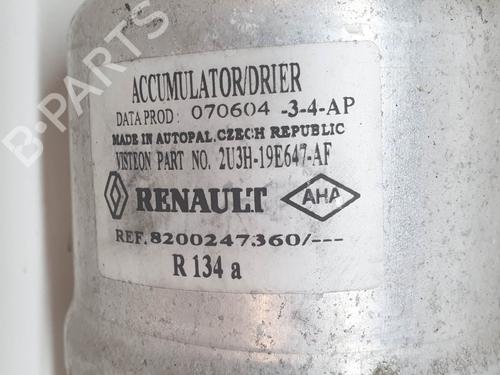 ACCUMULATOR/DRIER
DATA PROD: 070604 -3-4-AP
MADE IN AUTOPAL, CZECH REPUBLIC
VISTEON PART NO. 2U3H-19E647-AF
RENAULT AHA
REF.8200247360/---
R 134 a
B-PARTS